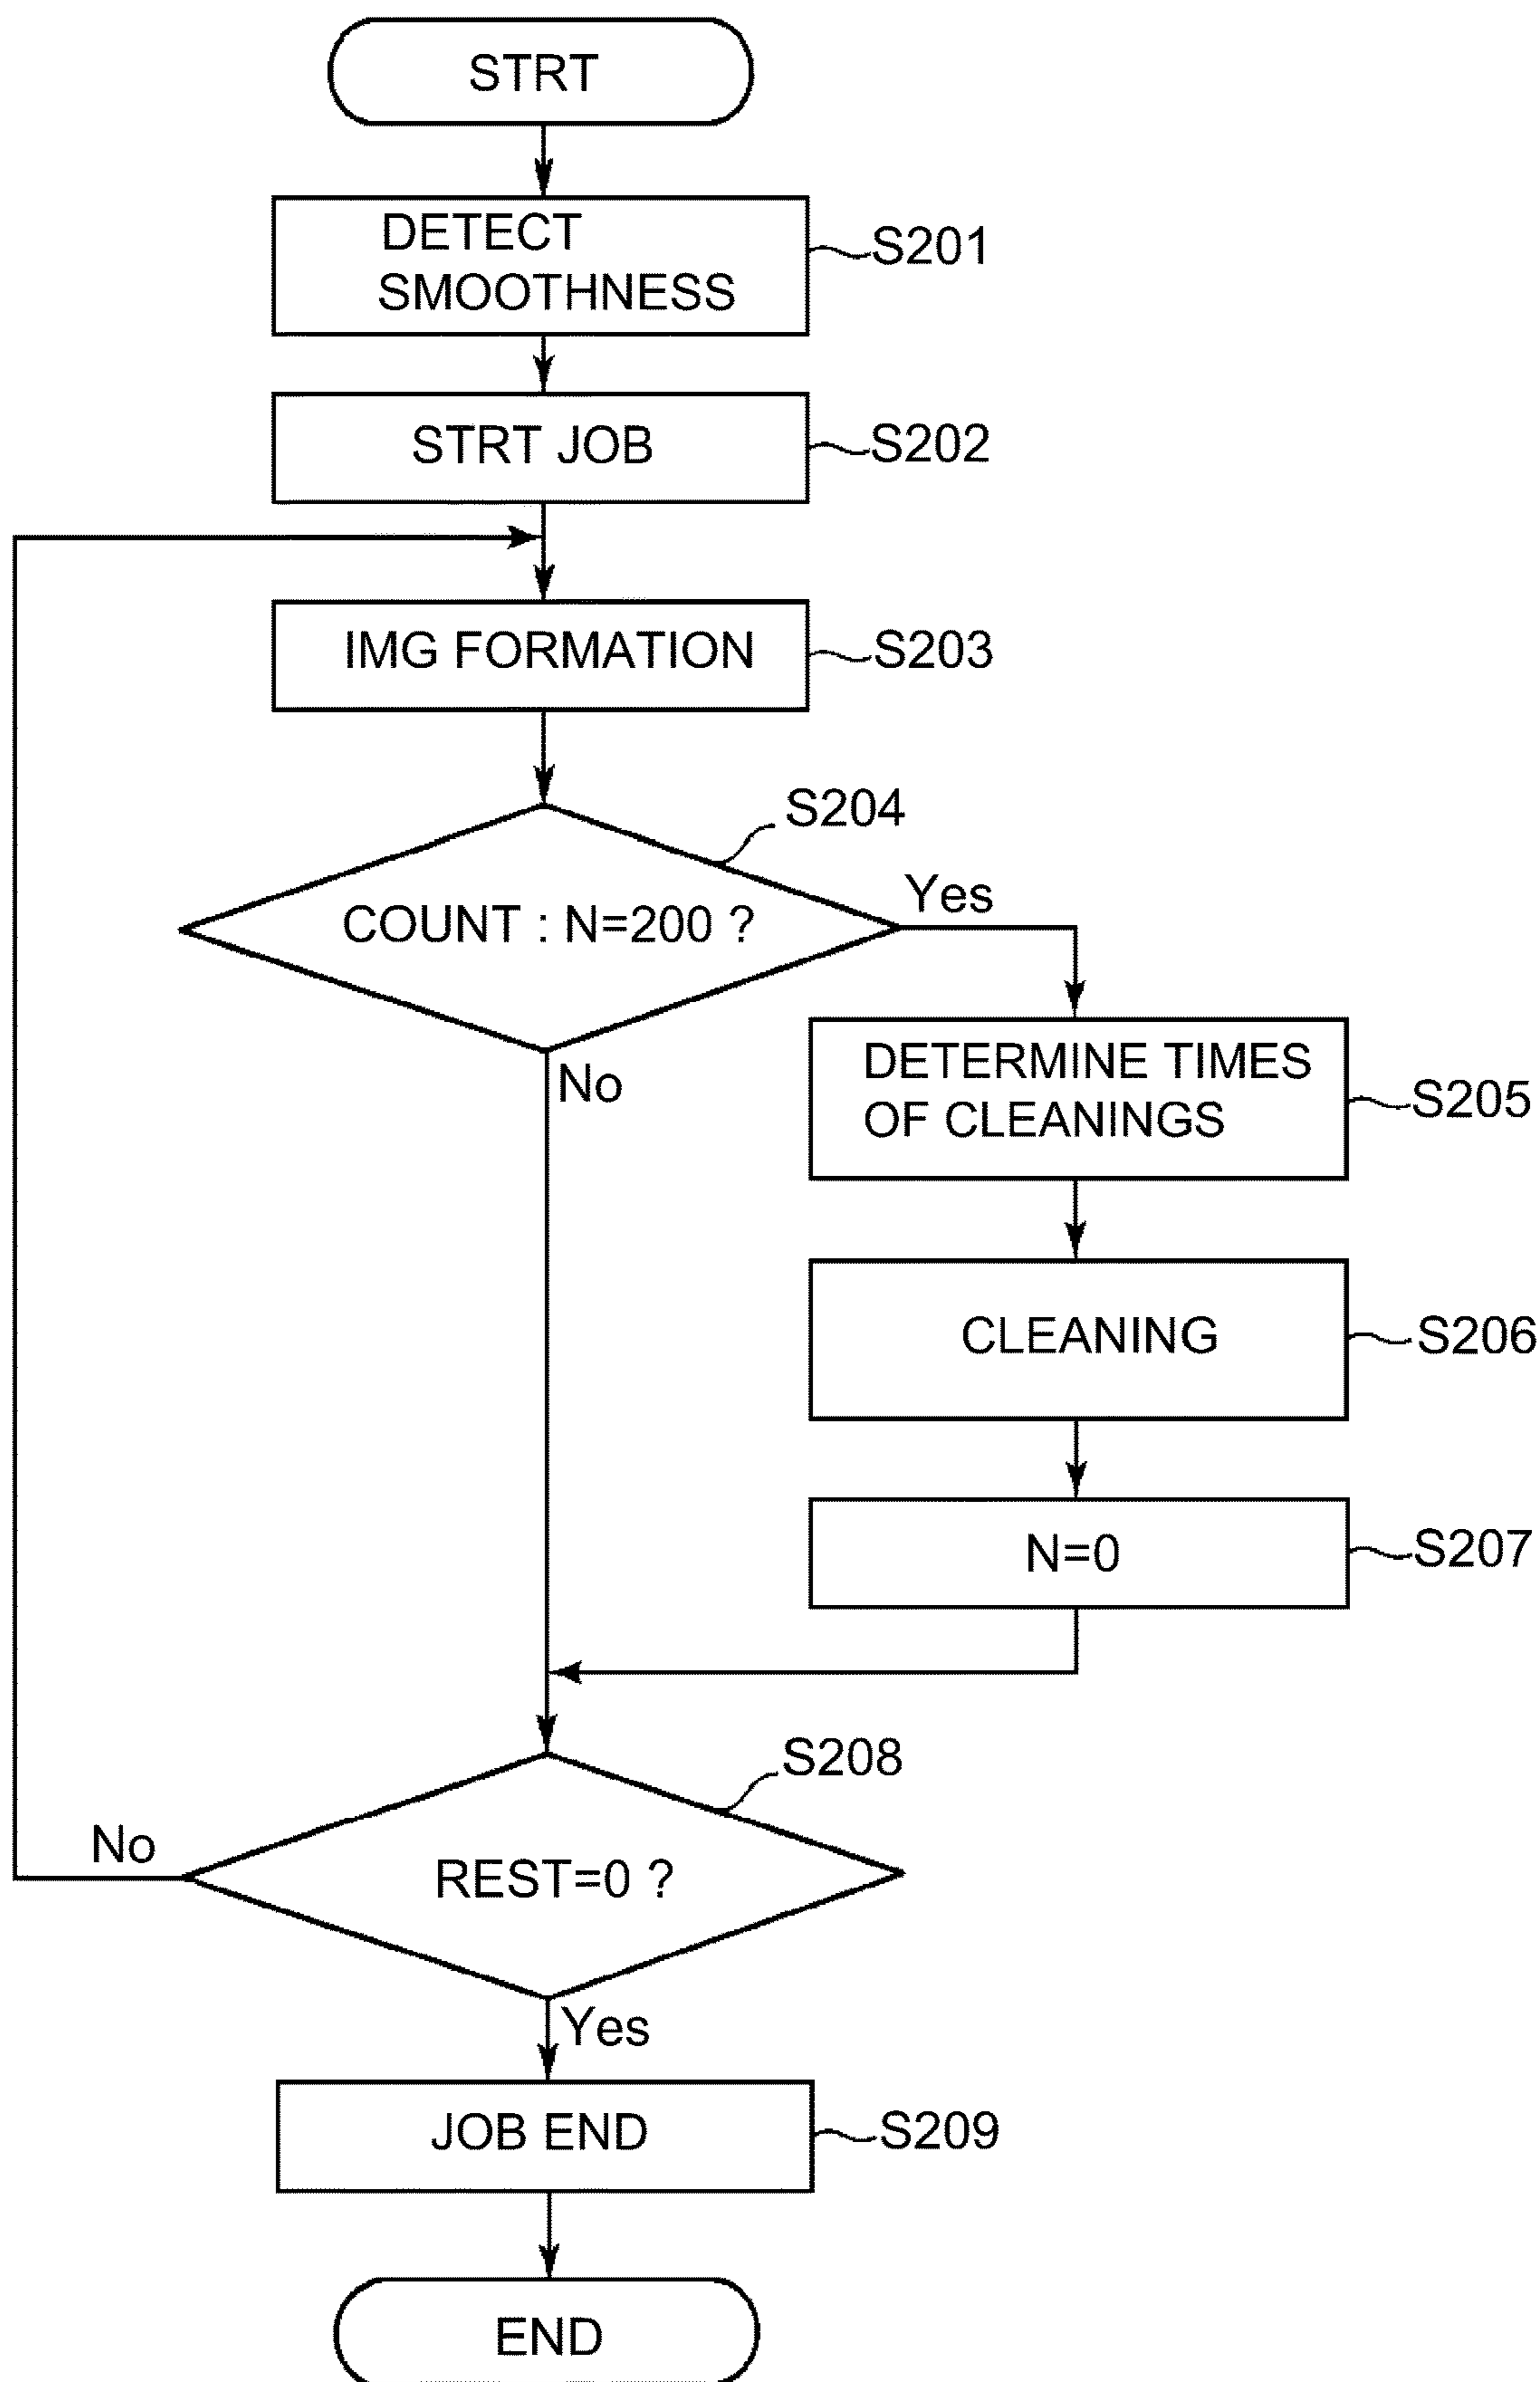 STRT
DETECT
SMOOTHNESS
S201
STRT JOB
S202
IMG FORMATION
S203
S204
COUNT : N=200 ?
Yes
No
DETERMINE TIMES
OF CLEANINGS
S205
CLEANING
S206
N=0
S207
S208
No
REST=0 ?
Yes
JOB END
S209
END